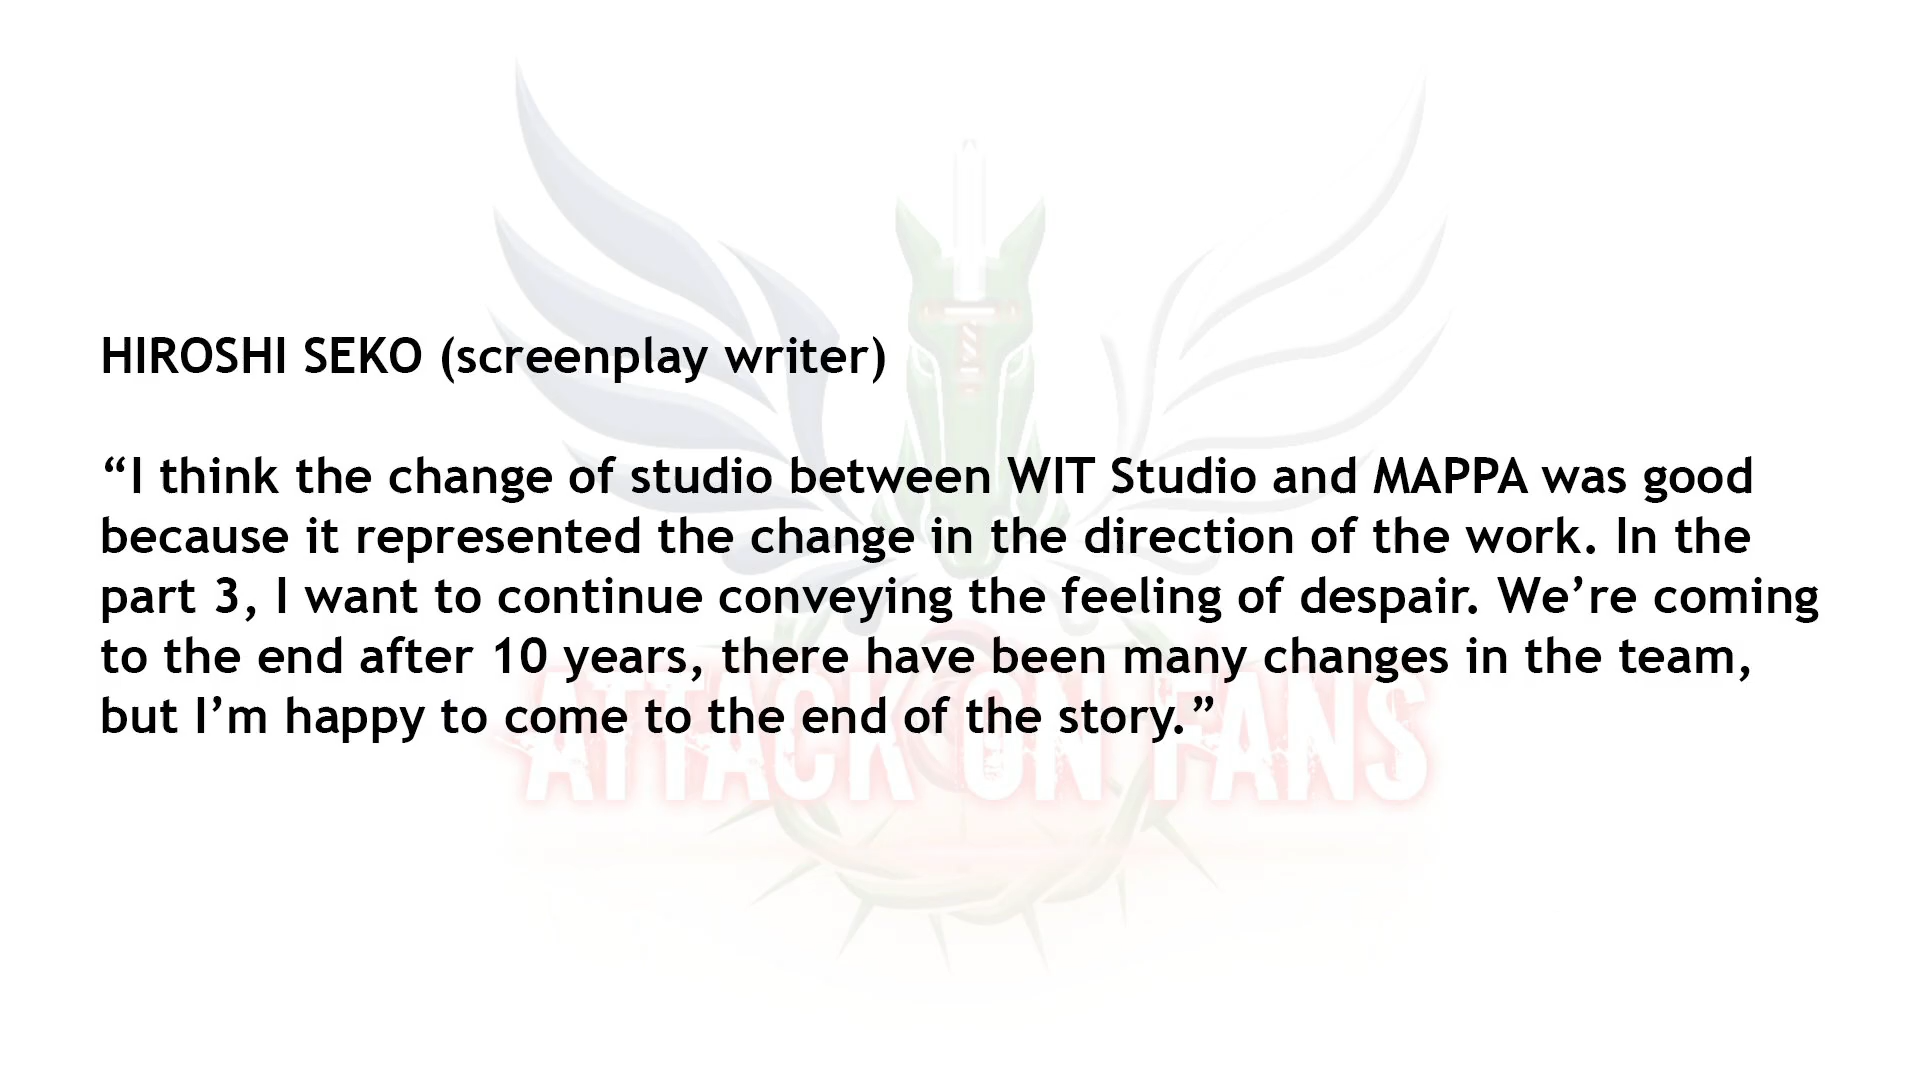 HIROSHI SEKO (screenplay writer)
“I think the change of studio between WIT Studio and MAPPA was good
because it represented the change in the direction of the work. In the
part 3, I want to continue conveying the feeling of despair. We’re coming
to the end after 10 years, there have been many changes in the team,
but I’m happy to come to the end of the story.”
ATTACK ON FANS